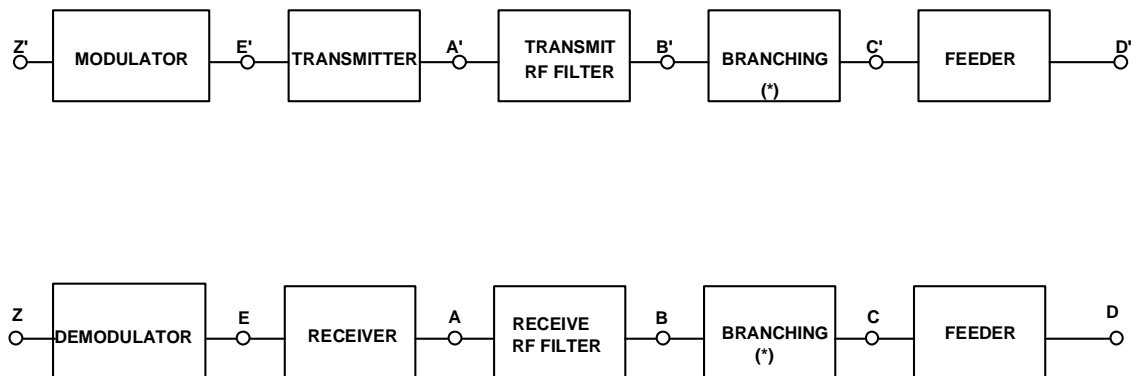 Z' MODULATOR E' TRANSMITTER A' TRANSMIT RF FILTER B' BRANCHING (*) C' FEEDER D'
Z DEMODULATOR E RECEIVER A RECEIVE RF FILTER B BRANCHING (*) C FEEDER D